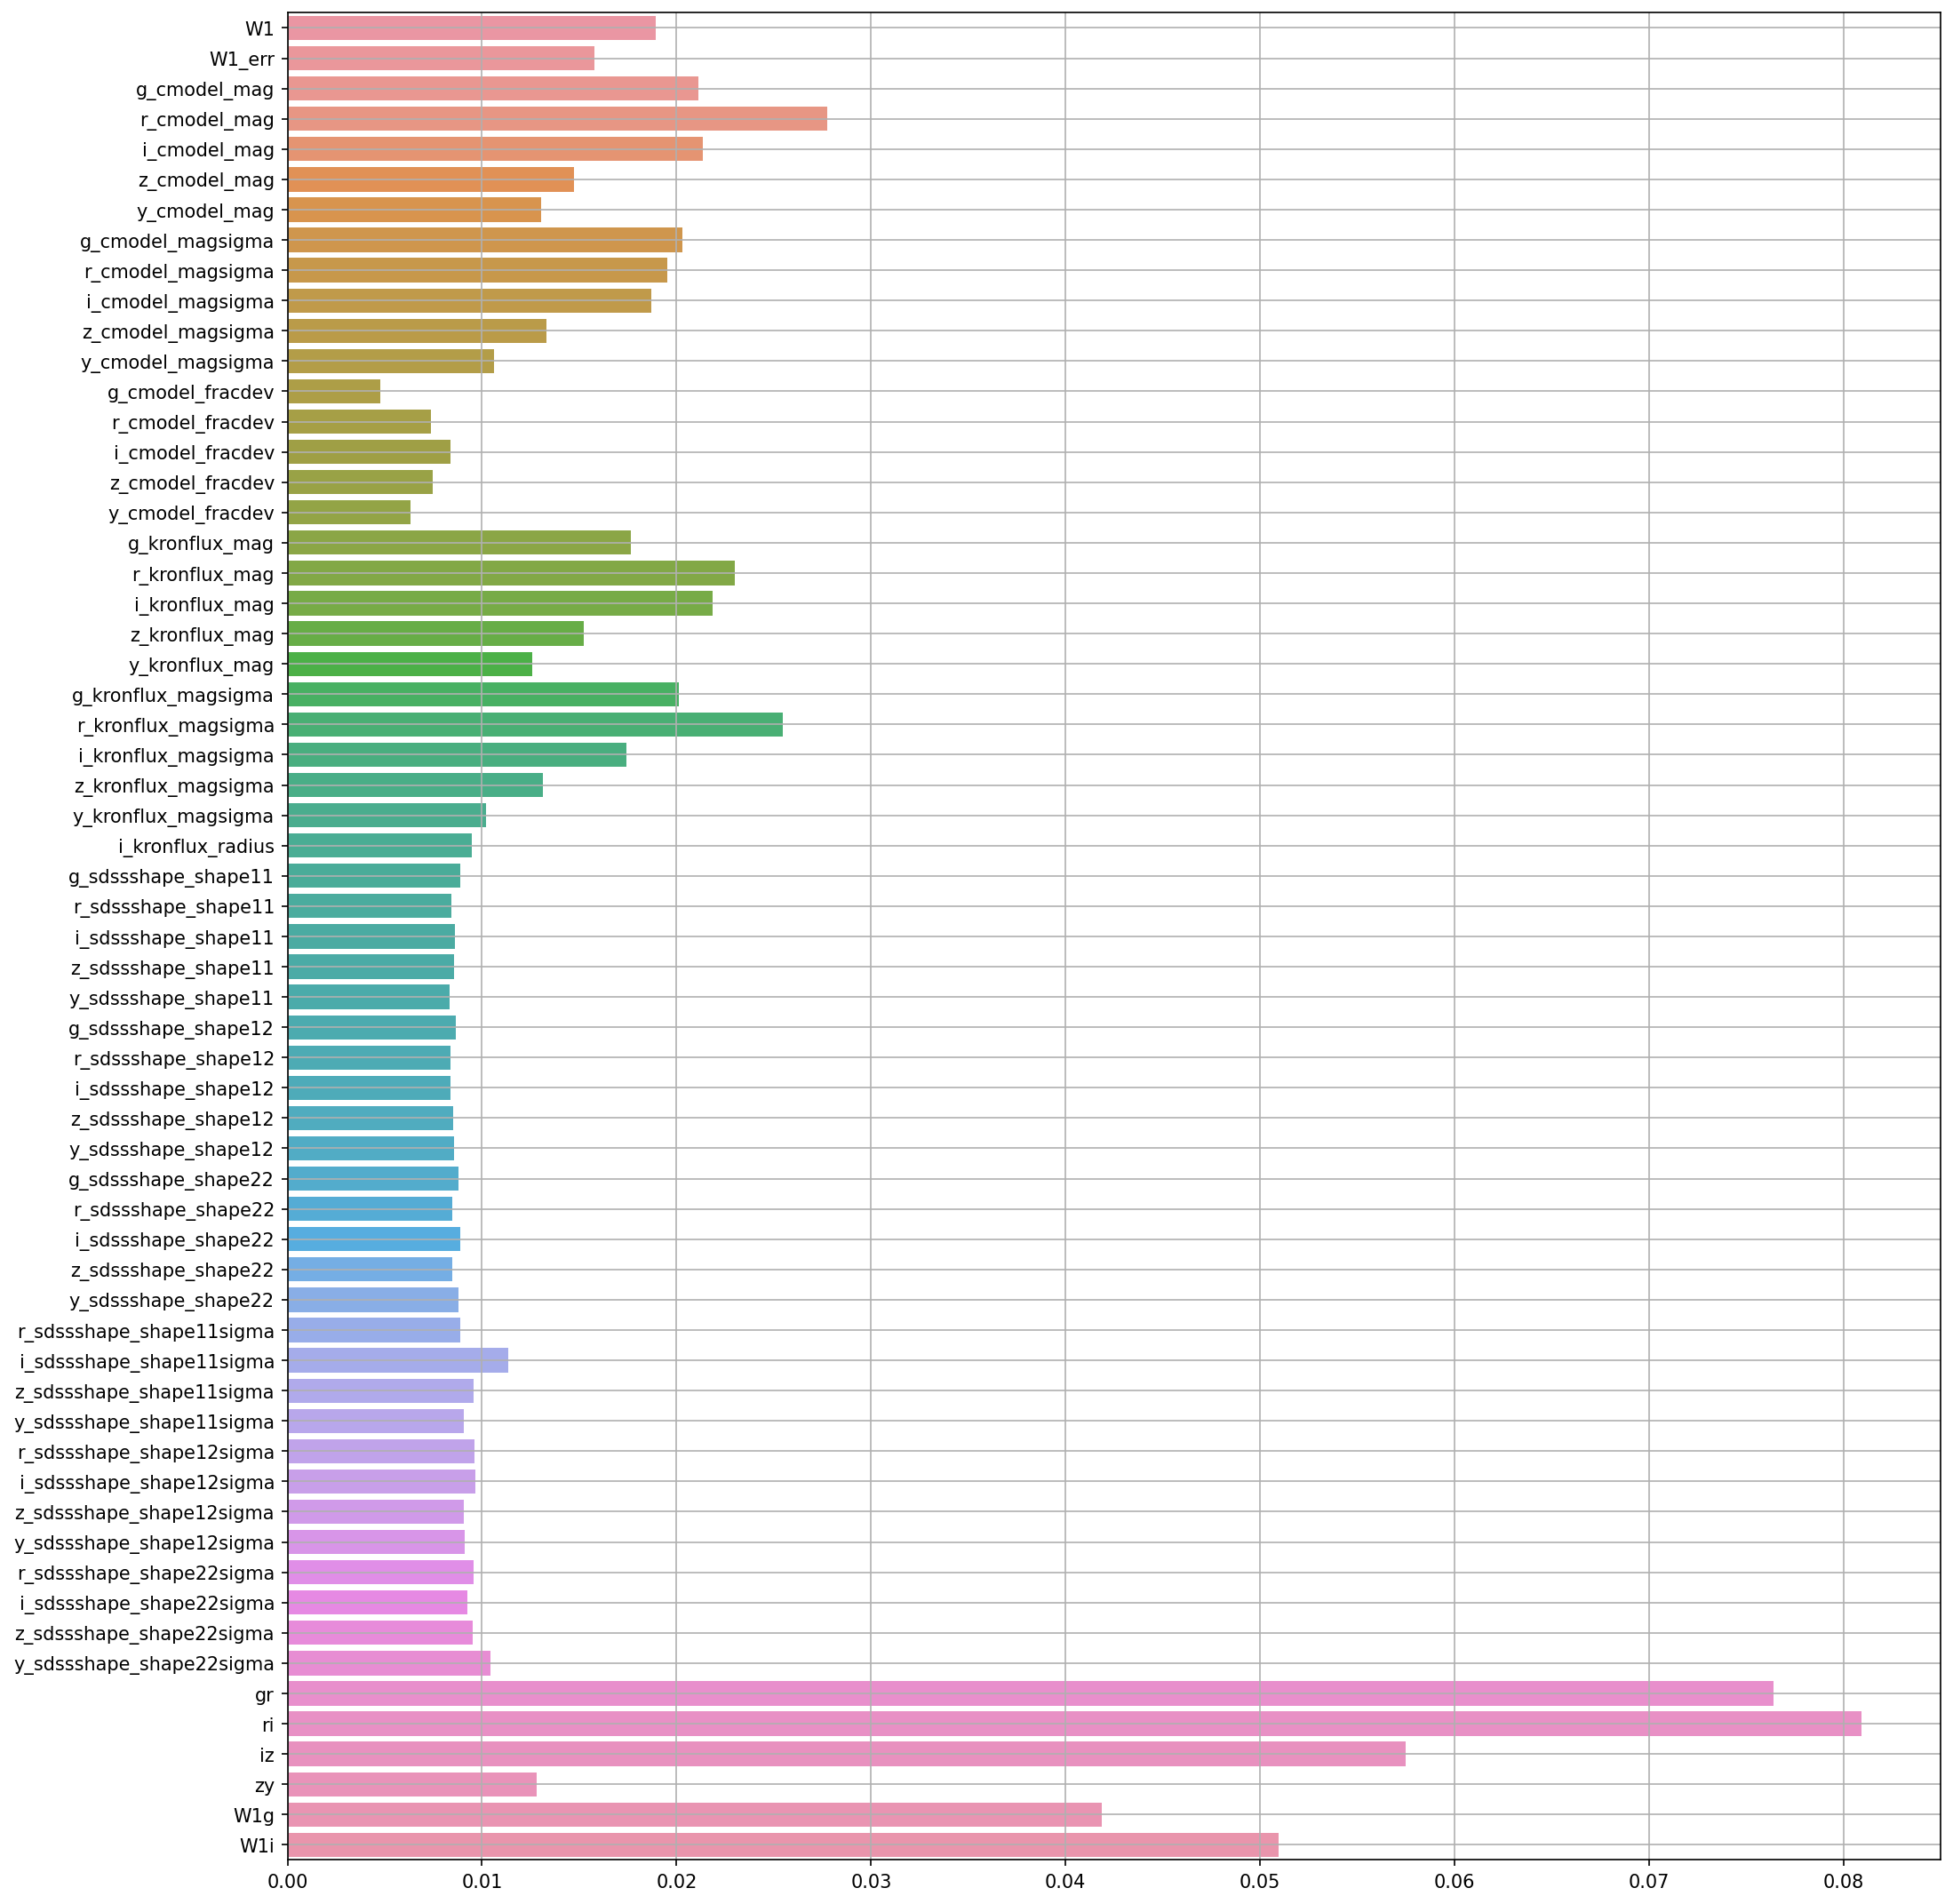 W1
W1_err
g_cmodel_mag
r_cmodel_mag
i_cmodel_mag
z_cmodel_mag
y_cmodel_mag
g_cmodel_magsigma
r_cmodel_magsigma
i_cmodel_magsigma
z_cmodel_magsigma
y_cmodel_magsigma
g_cmodel_fracdev
r_cmodel_fracdev
i_cmodel_fracdev
z_cmodel_fracdev
y_cmodel_fracdev
g_kronflux_mag
r_kronflux_mag
i_kronflux_mag
z_kronflux_mag
y_kronflux_mag
g_kronflux_magsigma
r_kronflux_magsigma
i_kronflux_magsigma
z_kronflux_magsigma
y_kronflux_magsigma
i_kronflux_radius
g_sdssshape_shape11
r_sdssshape_shape11
i_sdssshape_shape11
z_sdssshape_shape11
y_sdssshape_shape11
g_sdssshape_shape12
r_sdssshape_shape12
i_sdssshape_shape12
z_sdssshape_shape12
y_sdssshape_shape12
g_sdssshape_shape22
r_sdssshape_shape22
i_sdssshape_shape22
z_sdssshape_shape22
y_sdssshape_shape22
r_sdssshape_shape11sigma
i_sdssshape_shape11sigma
z_sdssshape_shape11sigma
y_sdssshape_shape11sigma
r_sdssshape_shape12sigma
i_sdssshape_shape12sigma
z_sdssshape_shape12sigma
y_sdssshape_shape12sigma
r_sdssshape_shape22sigma
i_sdssshape_shape22sigma
z_sdssshape_shape22sigma
y_sdssshape_shape22sigma
gr
ri
iz
zy
W1g
W1i
0.00 0.01 0.02 0.03 0.04 0.05 0.06 0.07 0.08